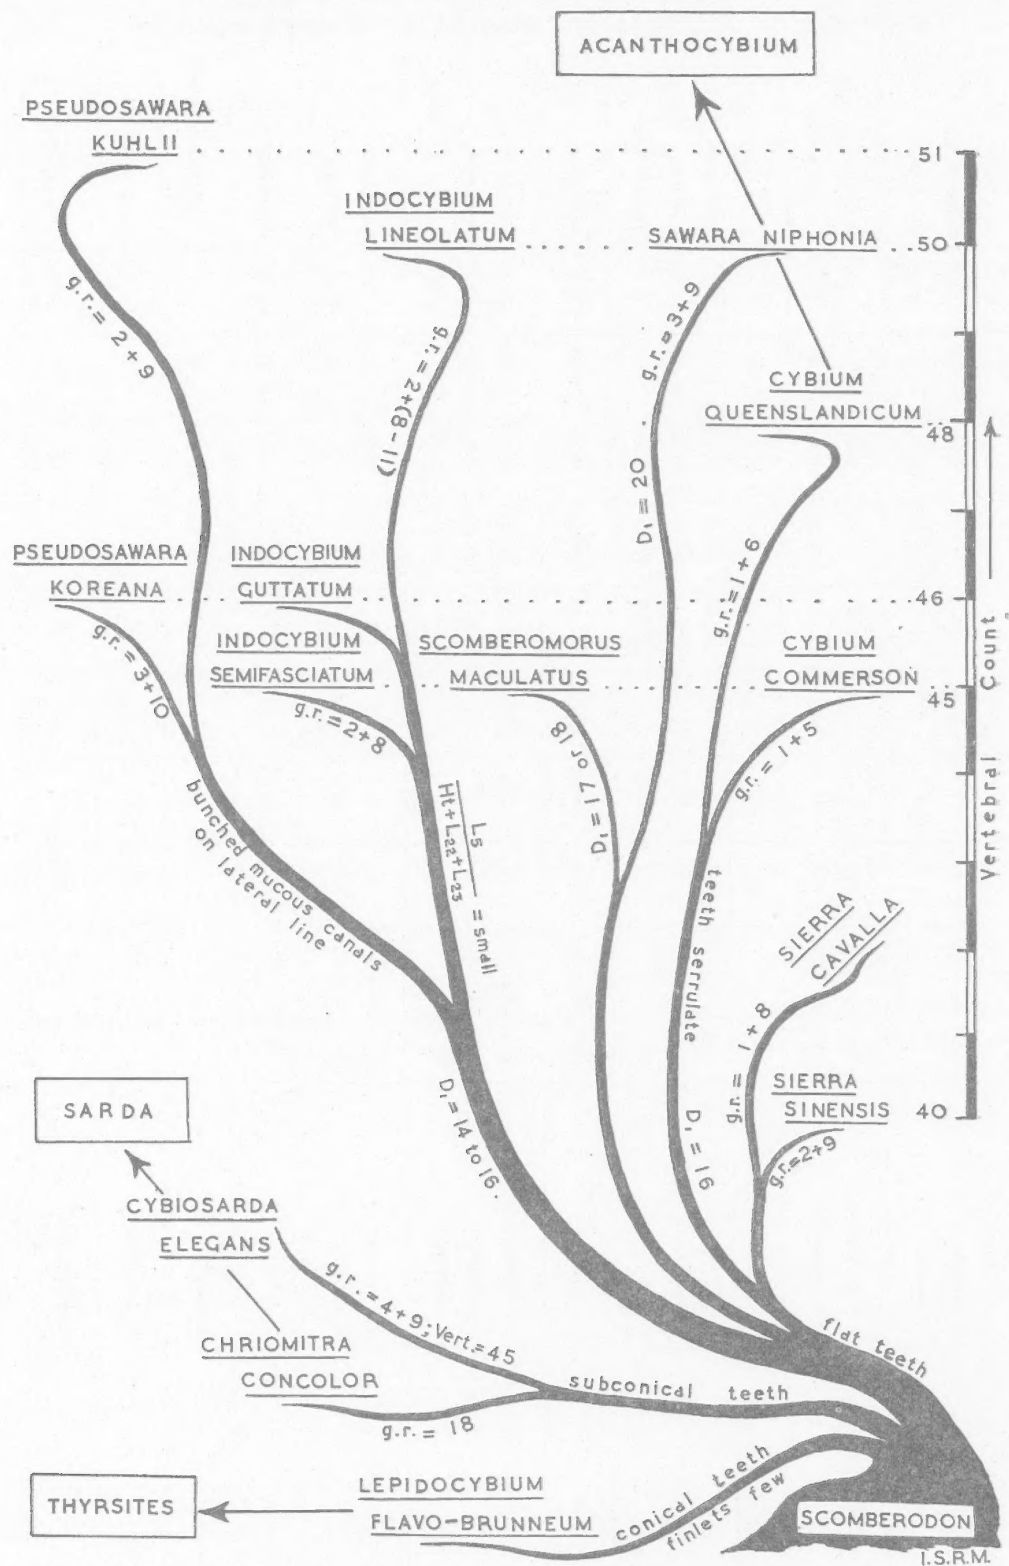 ACANTHOCYBIUM
PSEUDOSAWARA
KUHLII
51
INDOCYBIUM
LINEOLATUM
SAWARA NIPHONIA
50
g.r. = 2+9
g.r. = 2+(8-11)
g.r. = 3+9
CYBIUM
QUEENSLANDICUM
48
D₁ = 20
g.r. = 1+6
PSEUDOSAWARA
KOREANA
INDOCYBIUM
GUTTATUM
46
g.r. = 3+10
INDOCYBIUM
SEMIFASCIATUM
g.r. = 2+8
SCOMBEROMORUS
MACULATUS
D₁ = 17 or 18
CYBIUM
COMMERSON
45
g.r. = 1+5
Vertebral Count
bunched mucous canals
on lateral line
L5
Ht+L22+L23
= small
teeth serrulate
D₁ = 16
SIERRA
CAVALLA
g.r. = 1+8
SIERRA
SINENSIS
40
g.r.=2+9
D₁ = 14 to 16.
SARDA
CYBIOSARDA
ELEGANS
g.r. = 4+9; Vert.=45
CHRIOMITRA
CONCOLOR
g.r. = 18
subconical teeth
flat teeth
THYRSITES
LEPIDOCYBIUM
FLAVO-BRUNNEUM
conical teeth
finlets few
SCOMBERODON
I.S.R.M.